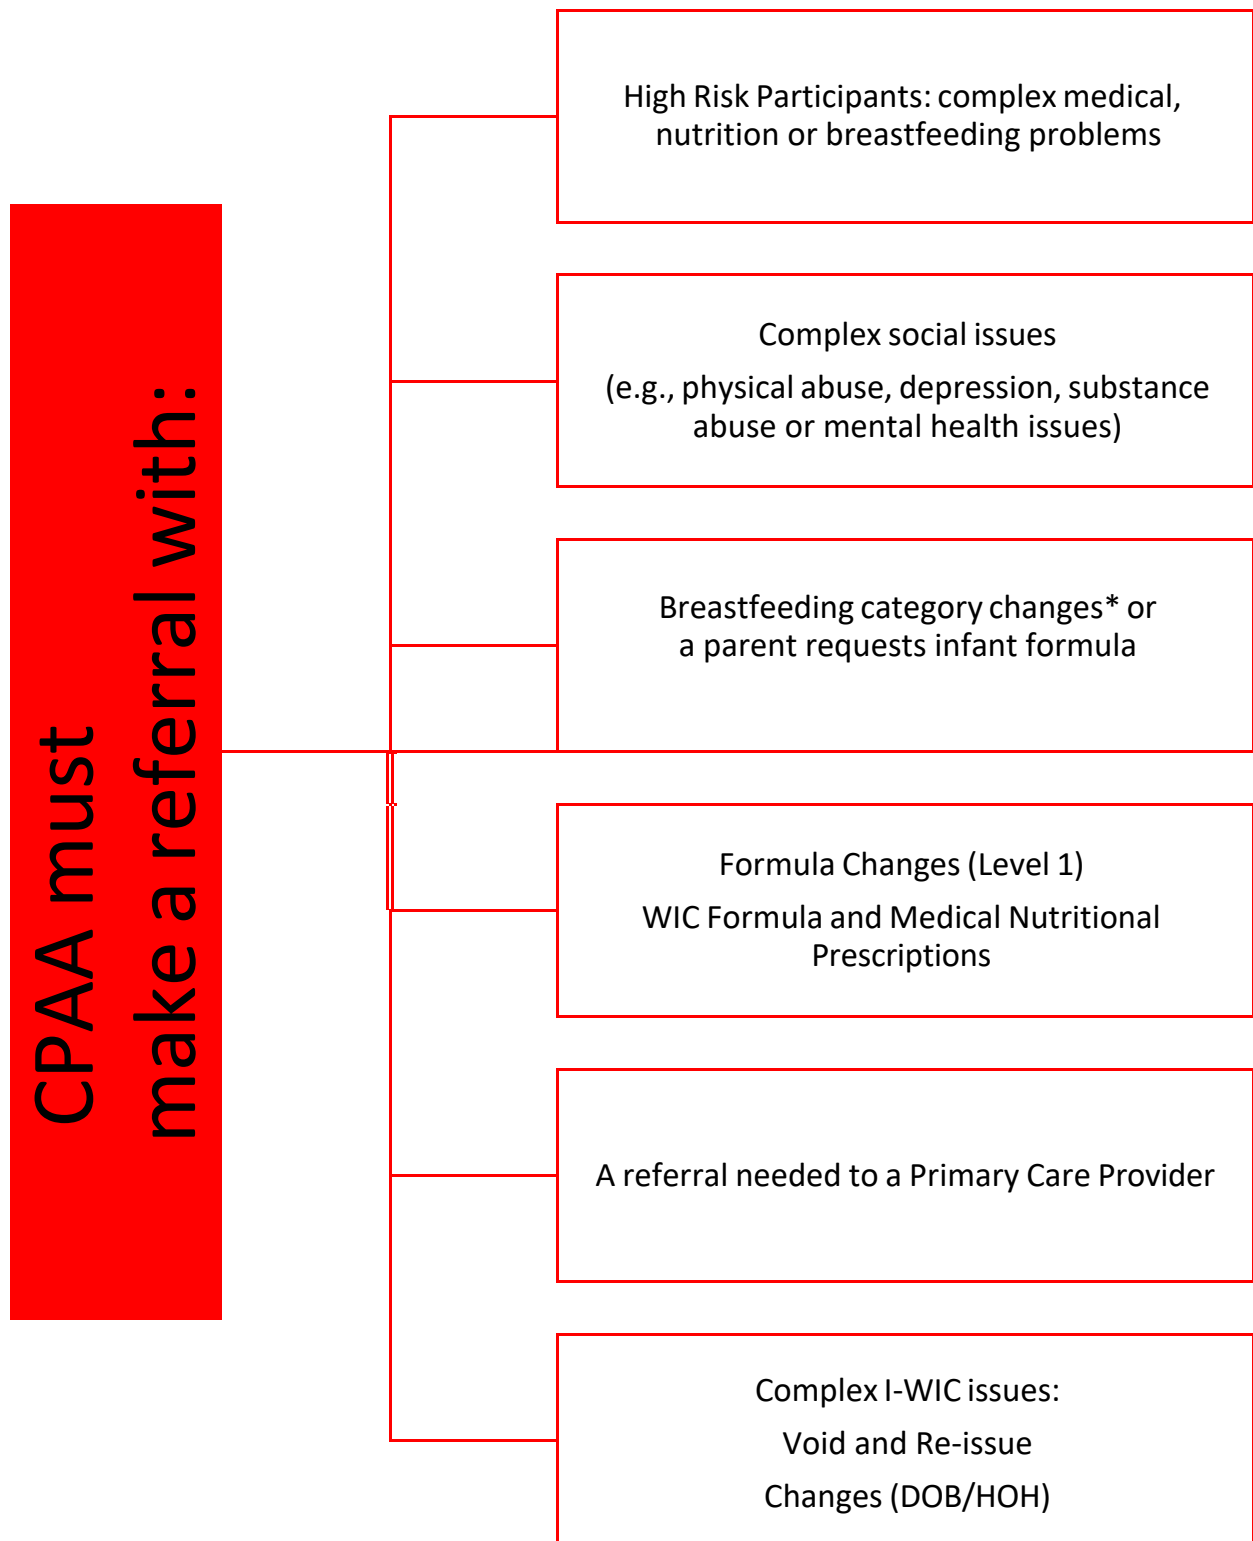 CPAA must
make a referral with:
High Risk Participants: complex medical,
nutrition or breastfeeding problems
Complex social issues
(e.g., physical abuse, depression, substance
abuse or mental health issues)
Breastfeeding category changes* or
a parent requests infant formula
Formula Changes (Level 1)
WIC Formula and Medical Nutritional
Prescriptions
A referral needed to a Primary Care Provider
Complex I-WIC issues:
Void and Re-issue
Changes (DOB/HOH)